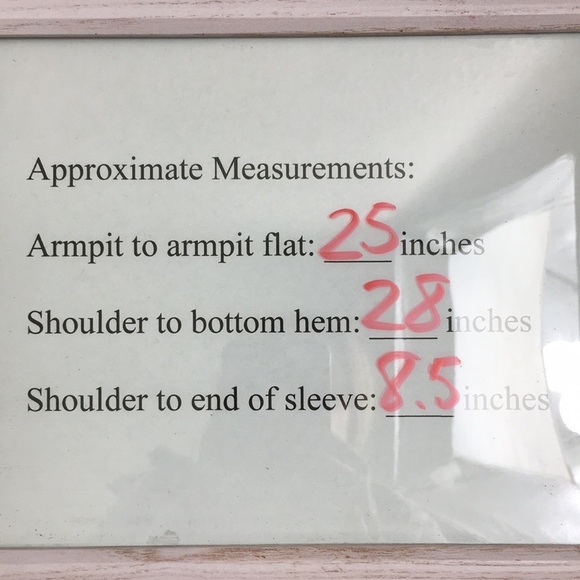 Approximate Measurements:
Armpit to armpit flat: 25 inches
Shoulder to bottom hem: 28 inches
Shoulder to end of sleeve: 8.5 inches